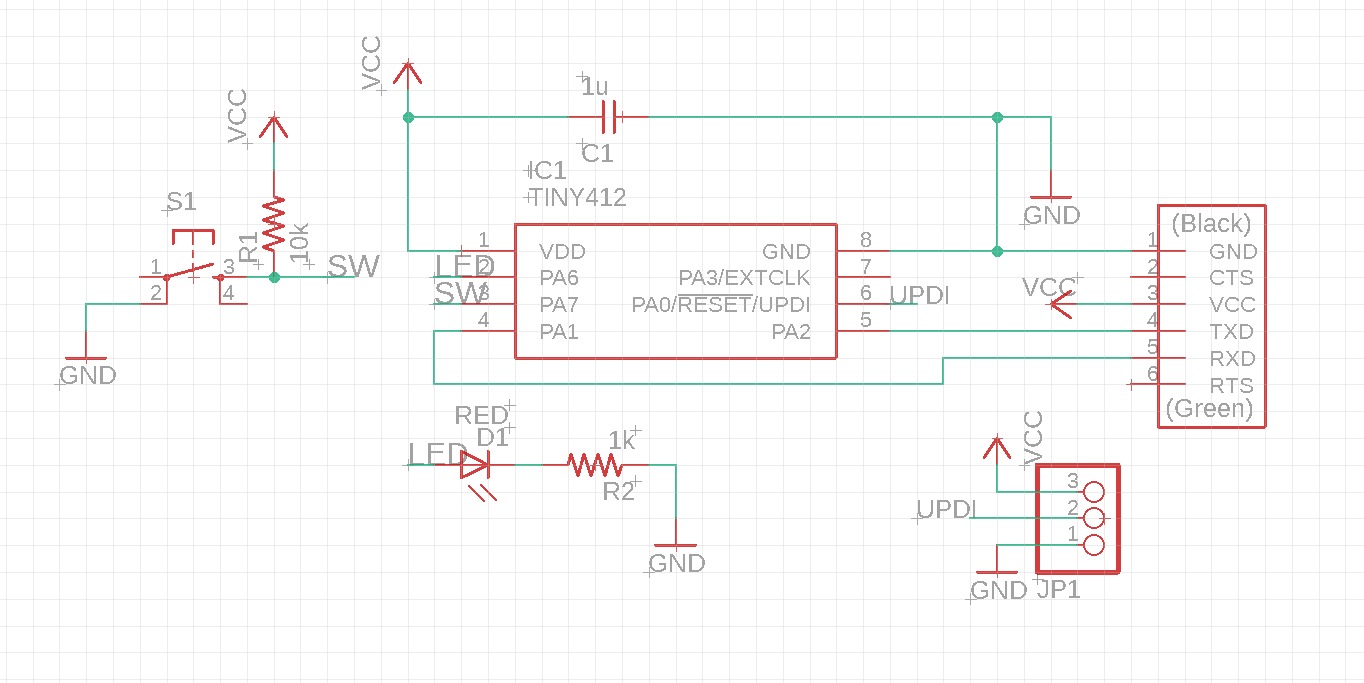 VCC
VCC
1u
C1
IC1
TINY412
S1
R1
10k
1
2
3
4
SW
GND
LED
SW
1
2
3
4
VDD
PA6
PA7
PA1
GND
PA3/EXTCLK
PA0/RESET/UPDI
PA2
8
7
6
5
UPDI
GND
VCC
(Black)
1 GND
2 CTS
3 VCC
4 TXD
5 RXD
6 RTS
(Green)
RED
D1
LED
1k
R2
GND
VCC
UPDI
3
2
1
GND
JP1